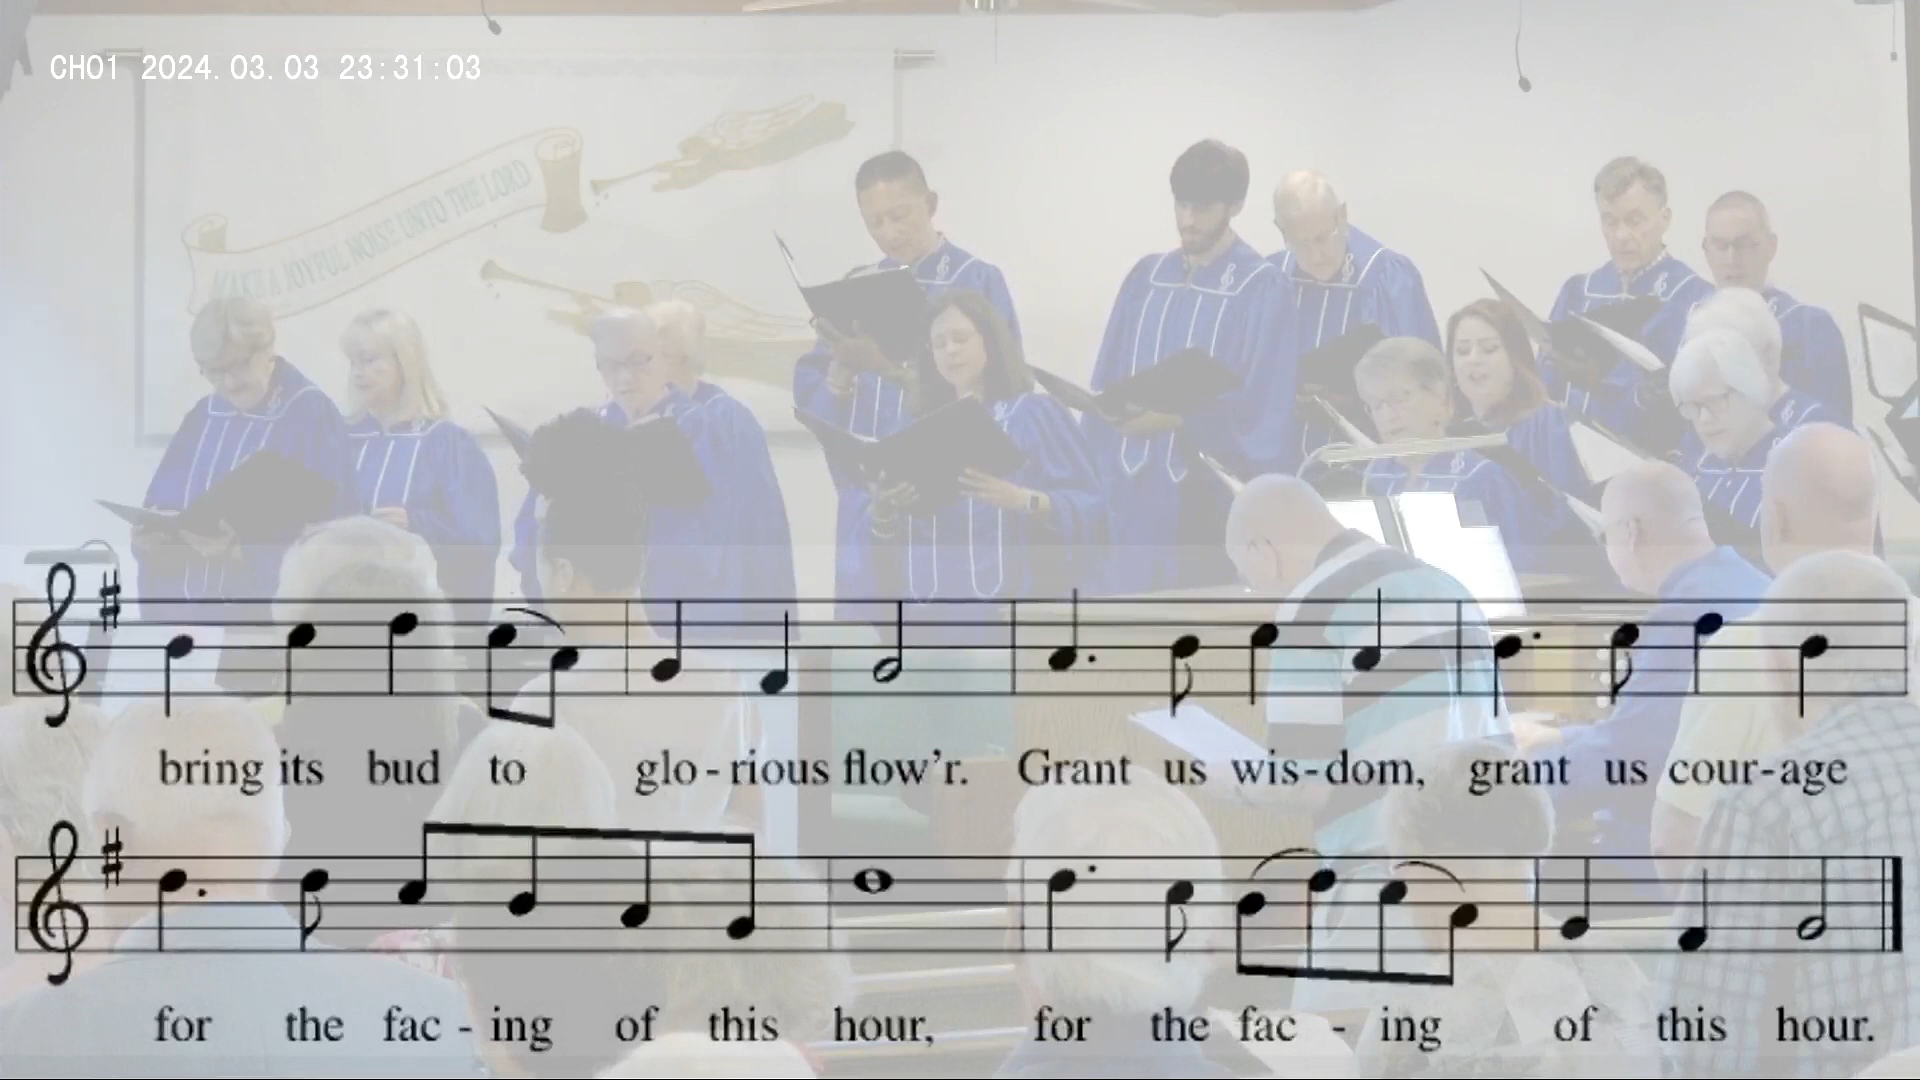 CH01 2024.03.03 23:31:03
MAKE A JOYFUL NOISE UNTO THE LORD
bring its bud to glo - rious flow'r. Grant us wis - dom, grant us cour - age
for the fac - ing of this hour, for the fac - ing of this hour.